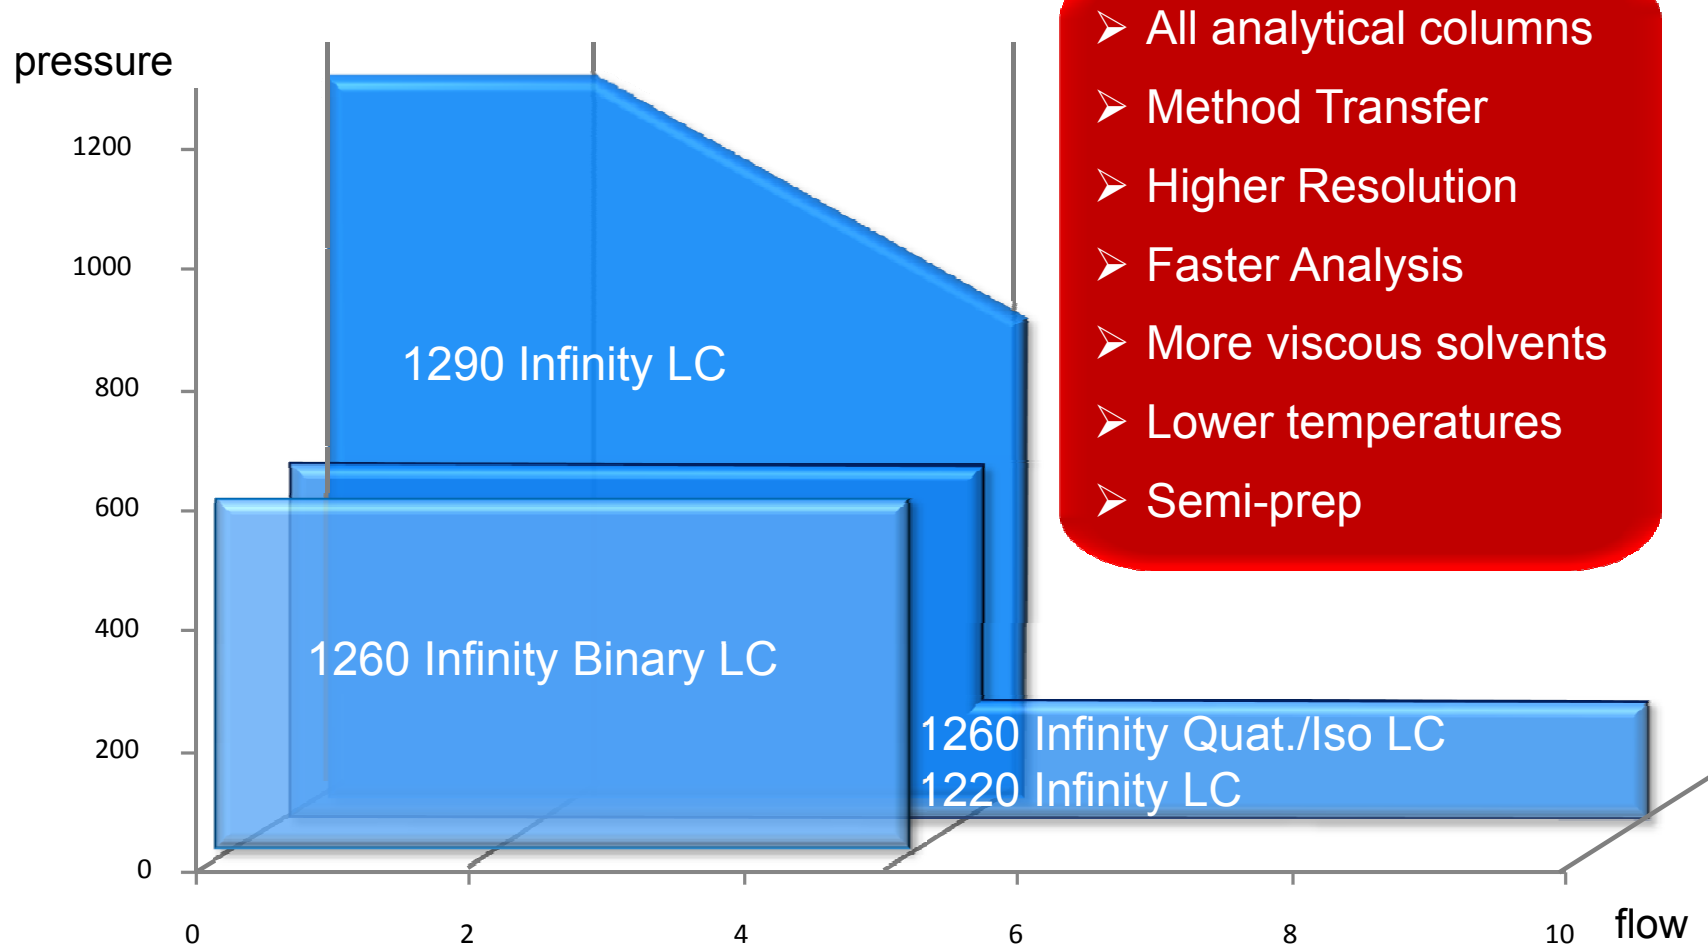 pressure
1200
1000
800
600
400
200
0
0
2
4
6
8
10
flow
1290 Infinity LC
1260 Infinity Binary LC
1260 Infinity Quat./Iso LC
1220 Infinity LC
➢ All analytical columns
➢ Method Transfer
➢ Higher Resolution
➢ Faster Analysis
➢ More viscous solvents
➢ Lower temperatures
➢ Semi-prep